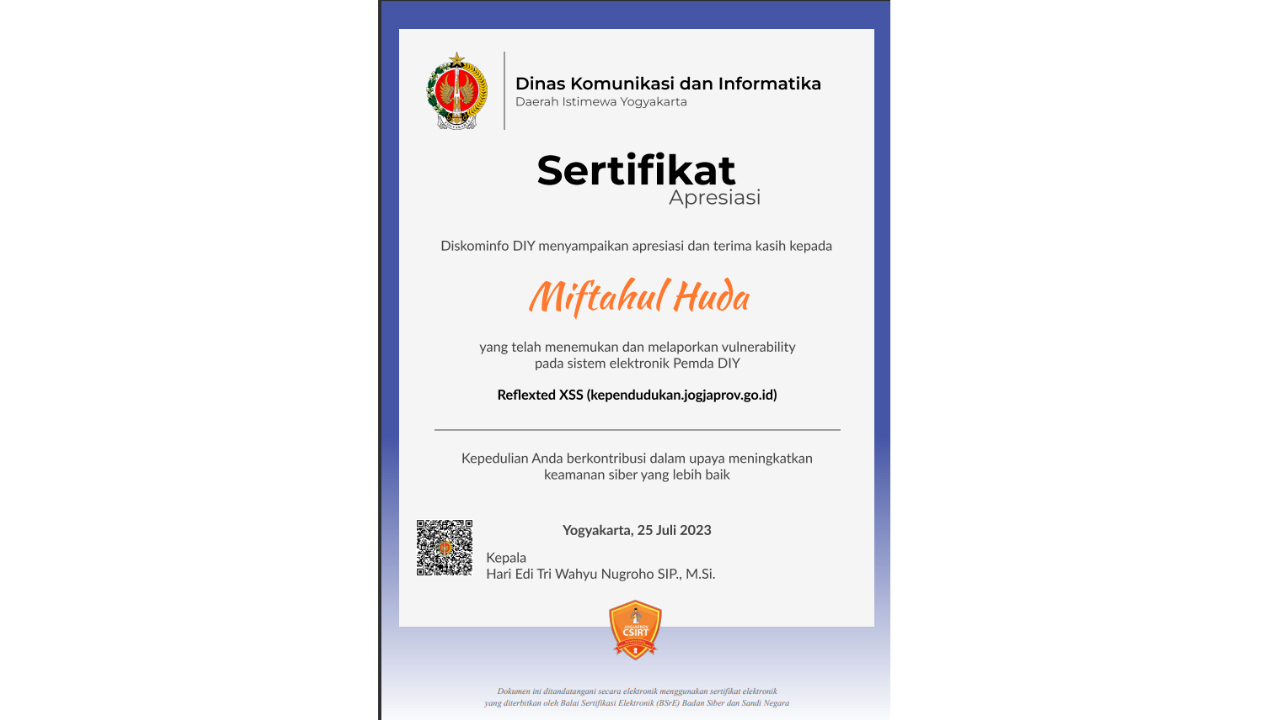 Dinas Komunikasi dan Informatika
Daerah Istimewa Yogyakarta
Sertifikat
Apresiasi
Diskominfo DIY menyampaikan apresiasi dan terima kasih kepada
Miftahul Huda
yang telah menemukan dan melaporkan vulnerability
pada sistem elektronik Pemda DIY
Reflexted XSS (kependudukan.jogjaprov.go.id)
Kepedulian Anda berkontribusi dalam upaya meningkatkan
keamanan siber yang lebih baik
Yogyakarta, 25 Juli 2023
Kepala
Hari Edi Tri Wahyu Nugroho SIP., M.Si.
CSIRT
Dokumen ini ditandatangani secara elektronik menggunakan sertifikat elektronik
yang diterbitkan oleh Balai Sertifikasi Elektronik (BSrE) Badan Siber dan Sandi Negara